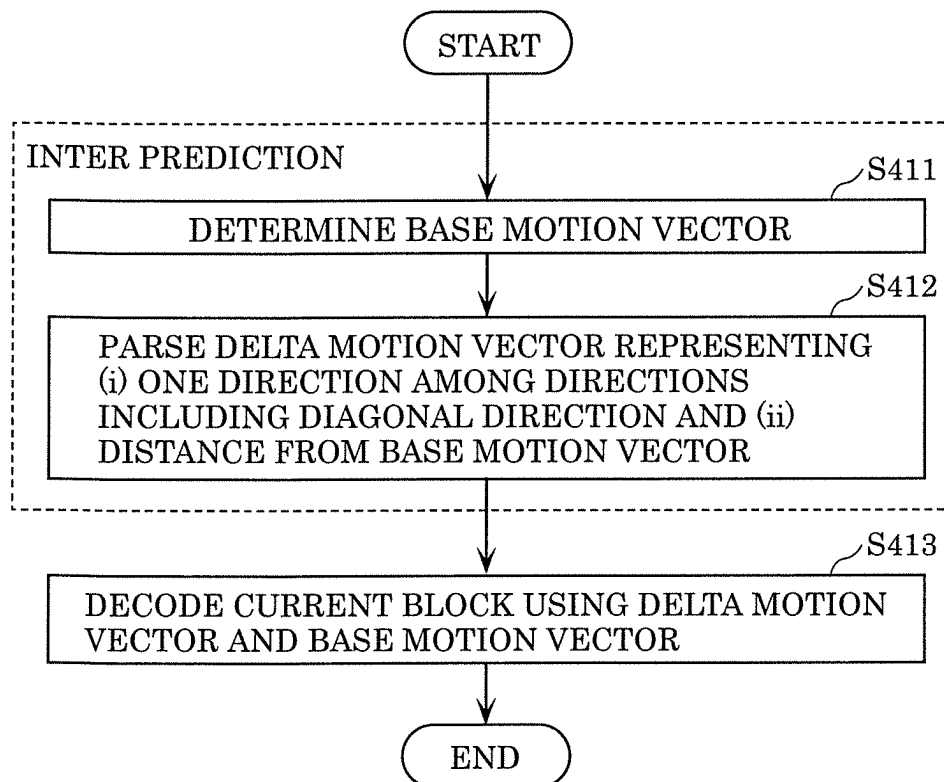 START
INTER PREDICTION
S411
DETERMINE BASE MOTION VECTOR
S412
PARSE DELTA MOTION VECTOR REPRESENTING
(i) ONE DIRECTION AMONG DIRECTIONS
INCLUDING DIAGONAL DIRECTION AND (ii)
DISTANCE FROM BASE MOTION VECTOR
S413
DECODE CURRENT BLOCK USING DELTA MOTION
VECTOR AND BASE MOTION VECTOR
END